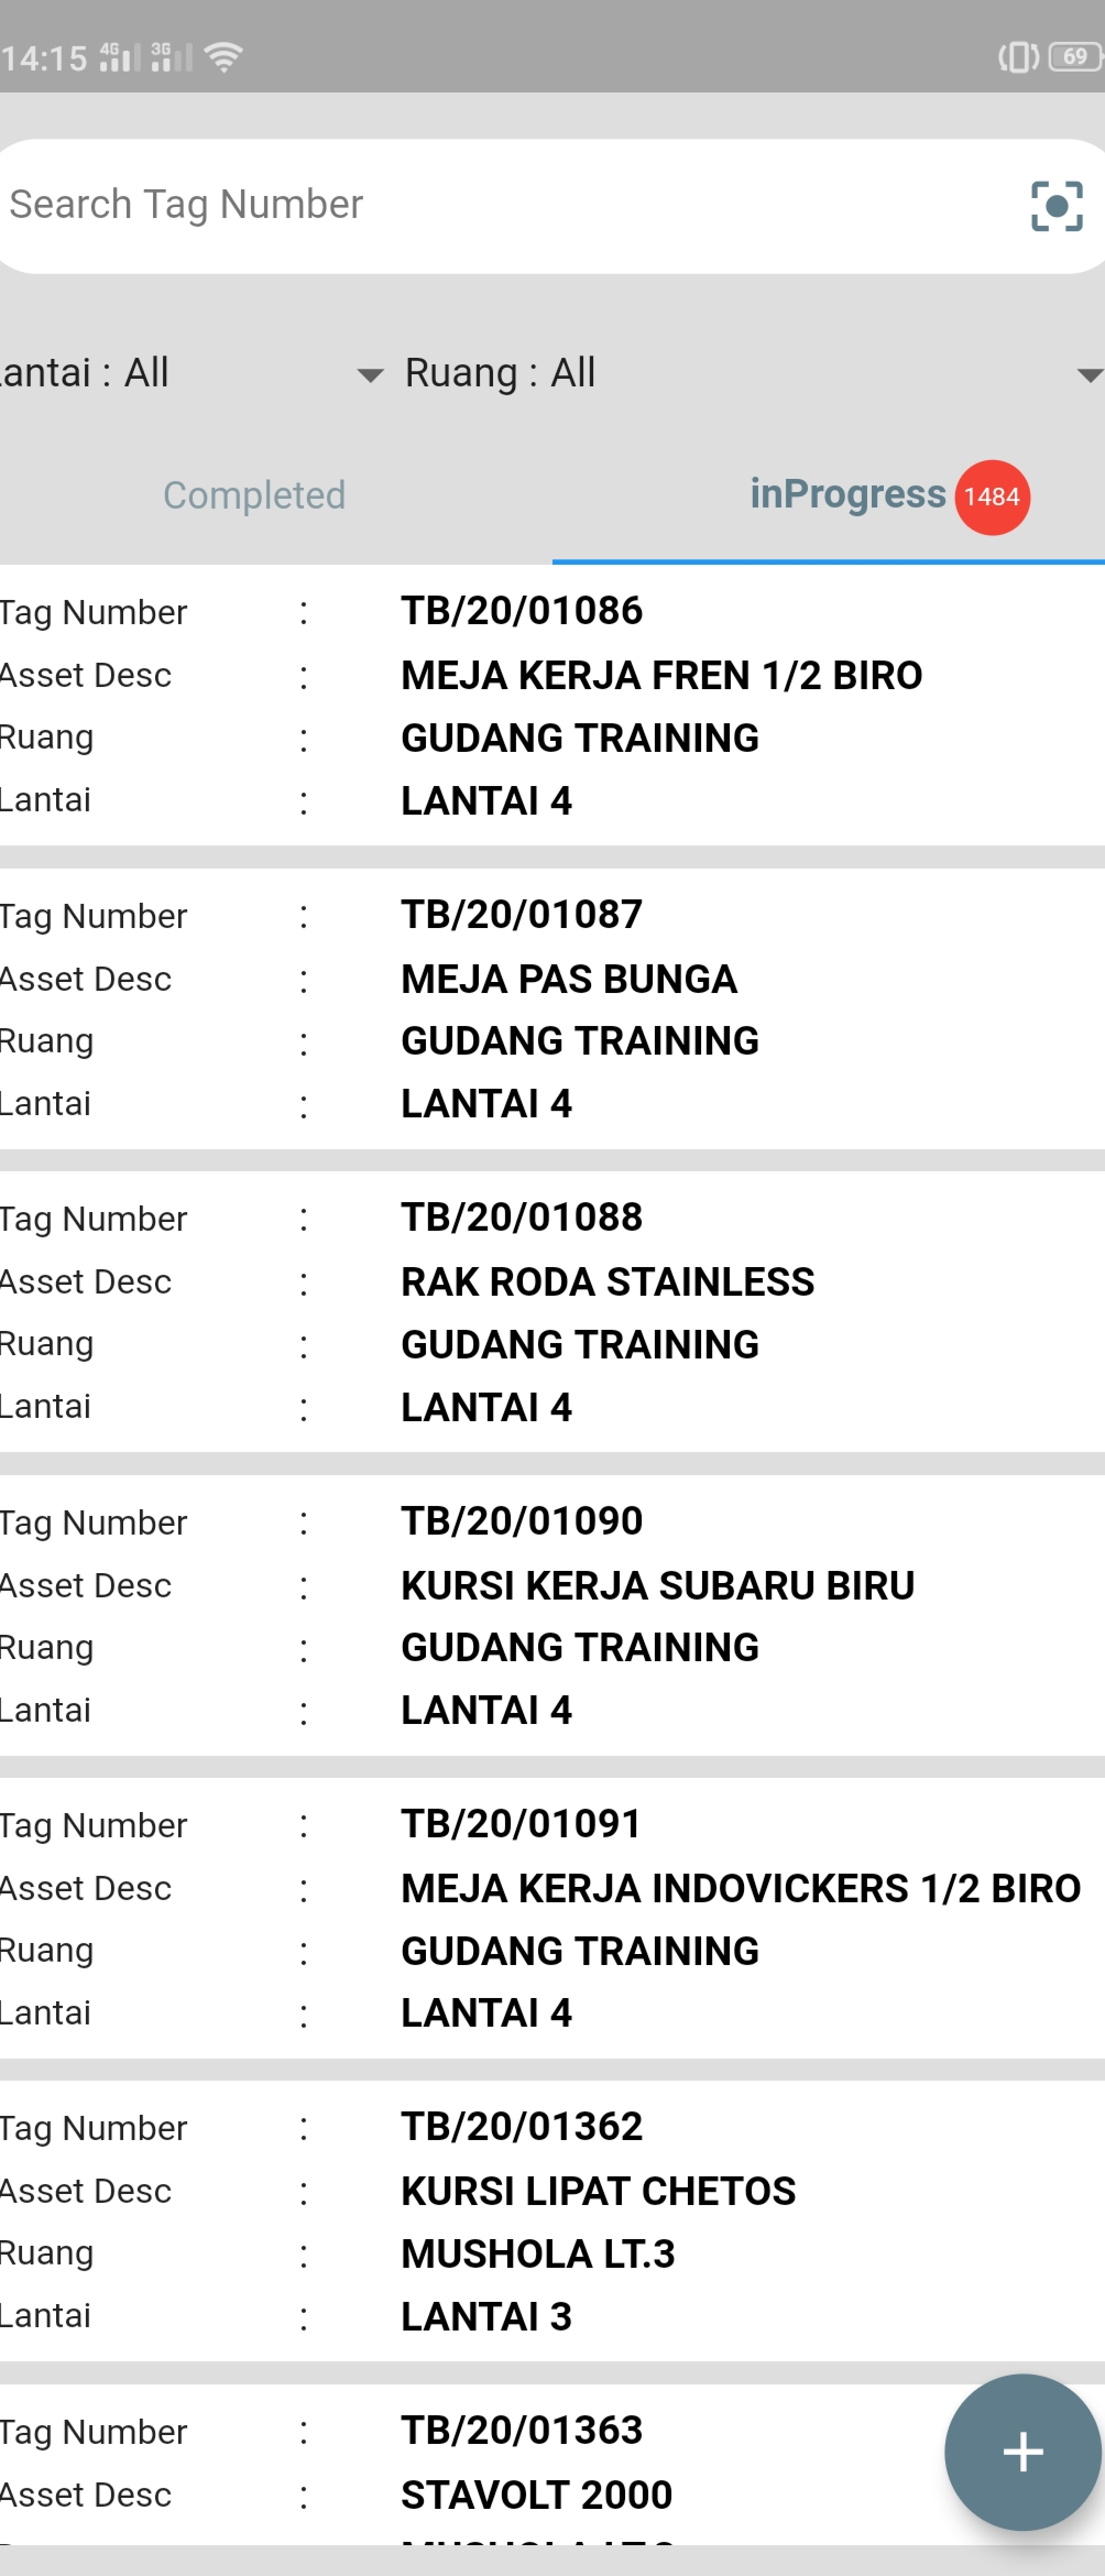 14:15 4G 3G 69
Search Tag Number
antai : All Ruang : All
Completed inProgress 1484
Tag Number : TB/20/01086
Asset Desc : MEJA KERJA FREN 1/2 BIRO
Ruang : GUDANG TRAINING
Lantai : LANTAI 4
Tag Number : TB/20/01087
Asset Desc : MEJA PAS BUNGA
Ruang : GUDANG TRAINING
Lantai : LANTAI 4
Tag Number : TB/20/01088
Asset Desc : RAK RODA STAINLESS
Ruang : GUDANG TRAINING
Lantai : LANTAI 4
Tag Number : TB/20/01090
Asset Desc : KURSI KERJA SUBARU BIRU
Ruang : GUDANG TRAINING
Lantai : LANTAI 4
Tag Number : TB/20/01091
Asset Desc : MEJA KERJA INDOVICKERS 1/2 BIRO
Ruang : GUDANG TRAINING
Lantai : LANTAI 4
Tag Number : TB/20/01362
Asset Desc : KURSI LIPAT CHETOS
Ruang : MUSHOLA LT.3
Lantai : LANTAI 3
Tag Number : TB/20/01363
Asset Desc : STAVOLT 2000